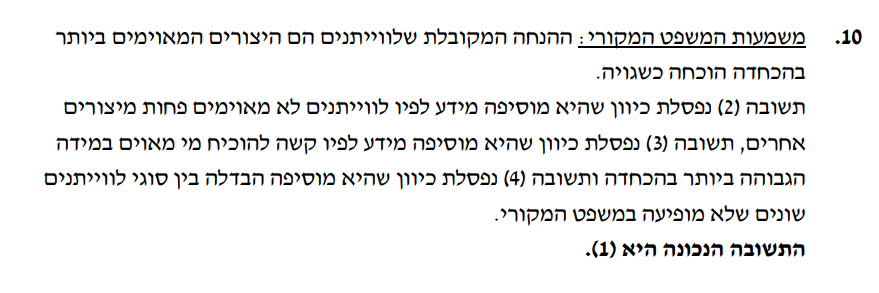 10. משמעות המשפט המקורי: ההנחה המקובלת שלווייתנים הם היצורים המאוימים ביותר
בהכחדה הוכחה כשגויה.
תשובה (2) נפסלת כיוון שהיא מוסיפה מידע לפיו לווייתנים לא מאוימים פחות מיצורים
אחרים, תשובה (3) נפסלת כיוון שהיא מוסיפה מידע לפיו קשה להוכיח מי מאוים במידה
הגבוהה ביותר בהכחדה ותשובה (4) נפסלת כיוון שהיא מוסיפה הבדלה בין סוגי לווייתנים
שונים שלא מופיעה במשפט המקורי.
התשובה הנכונה היא (1).